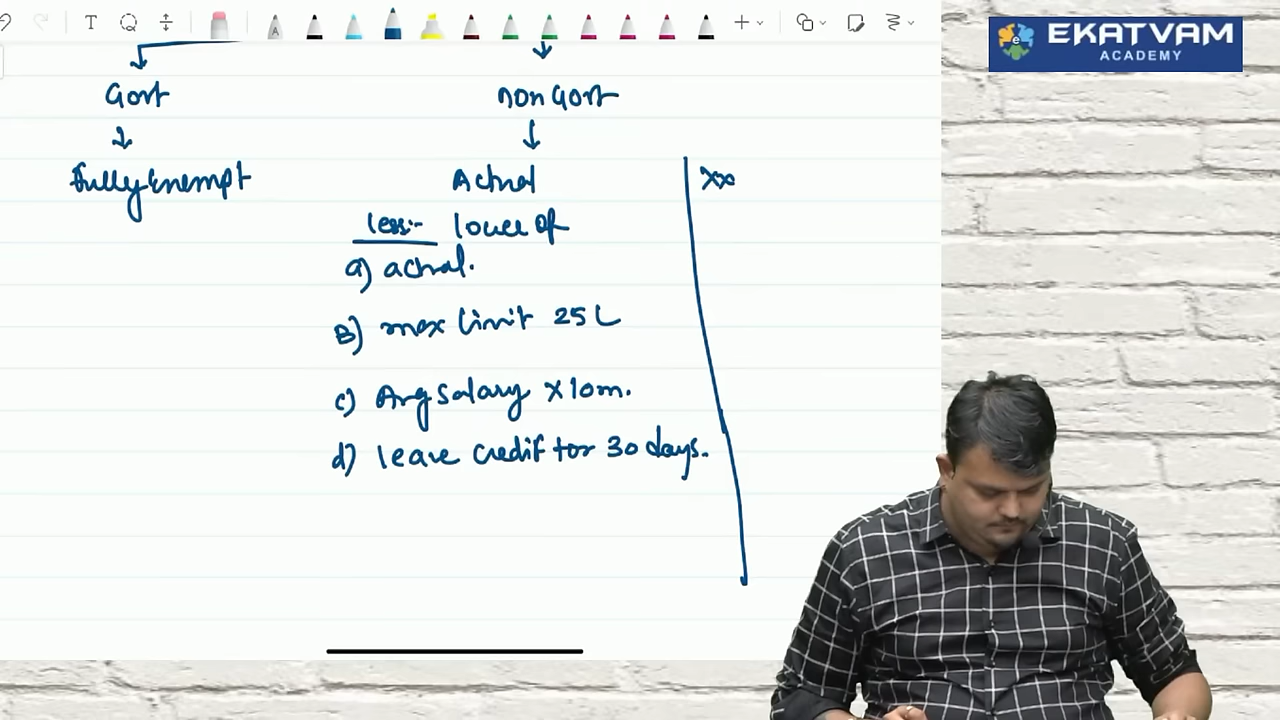 EKATVAM
ACADEMY
Govt
non Govt
Fully Exempt
Actual
xx
less:- lower of
a) actual.
B) max limit 25 L
c) Avg salary x 10m.
d) leave credit for 30 days.